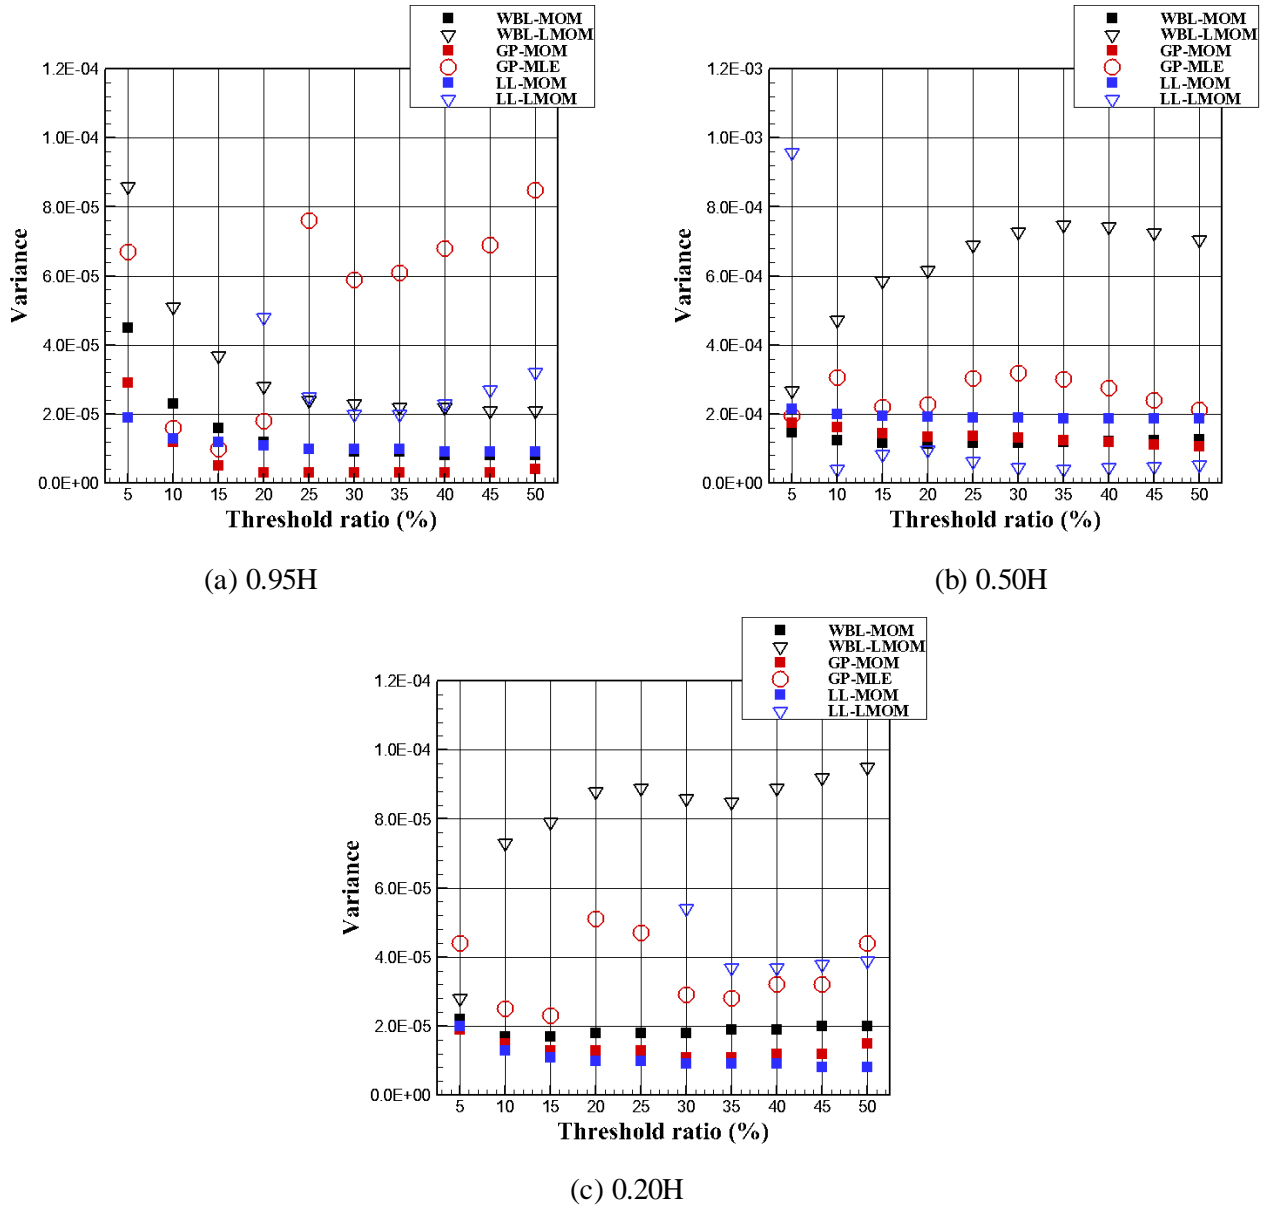 WBL-MOM
WBL-LMOM
GP-MOM
GP-MLE
LL-MOM
LL-LMOM
1.2E-04
1.0E-04
8.0E-05
6.0E-05
4.0E-05
2.0E-05
0.0E+00
Variance
5 10 15 20 25 30 35 40 45 50
Threshold ratio (%)
(a) 0.95H
WBL-MOM
WBL-LMOM
GP-MOM
GP-MLE
LL-MOM
LL-LMOM
1.2E-03
1.0E-03
8.0E-04
6.0E-04
4.0E-04
2.0E-04
0.0E+00
Variance
5 10 15 20 25 30 35 40 45 50
Threshold ratio (%)
(b) 0.50H
WBL-MOM
WBL-LMOM
GP-MOM
GP-MLE
LL-MOM
LL-LMOM
1.2E-04
1.0E-04
8.0E-05
6.0E-05
4.0E-05
2.0E-05
0.0E+00
Variance
5 10 15 20 25 30 35 40 45 50
Threshold ratio (%)
(c) 0.20H